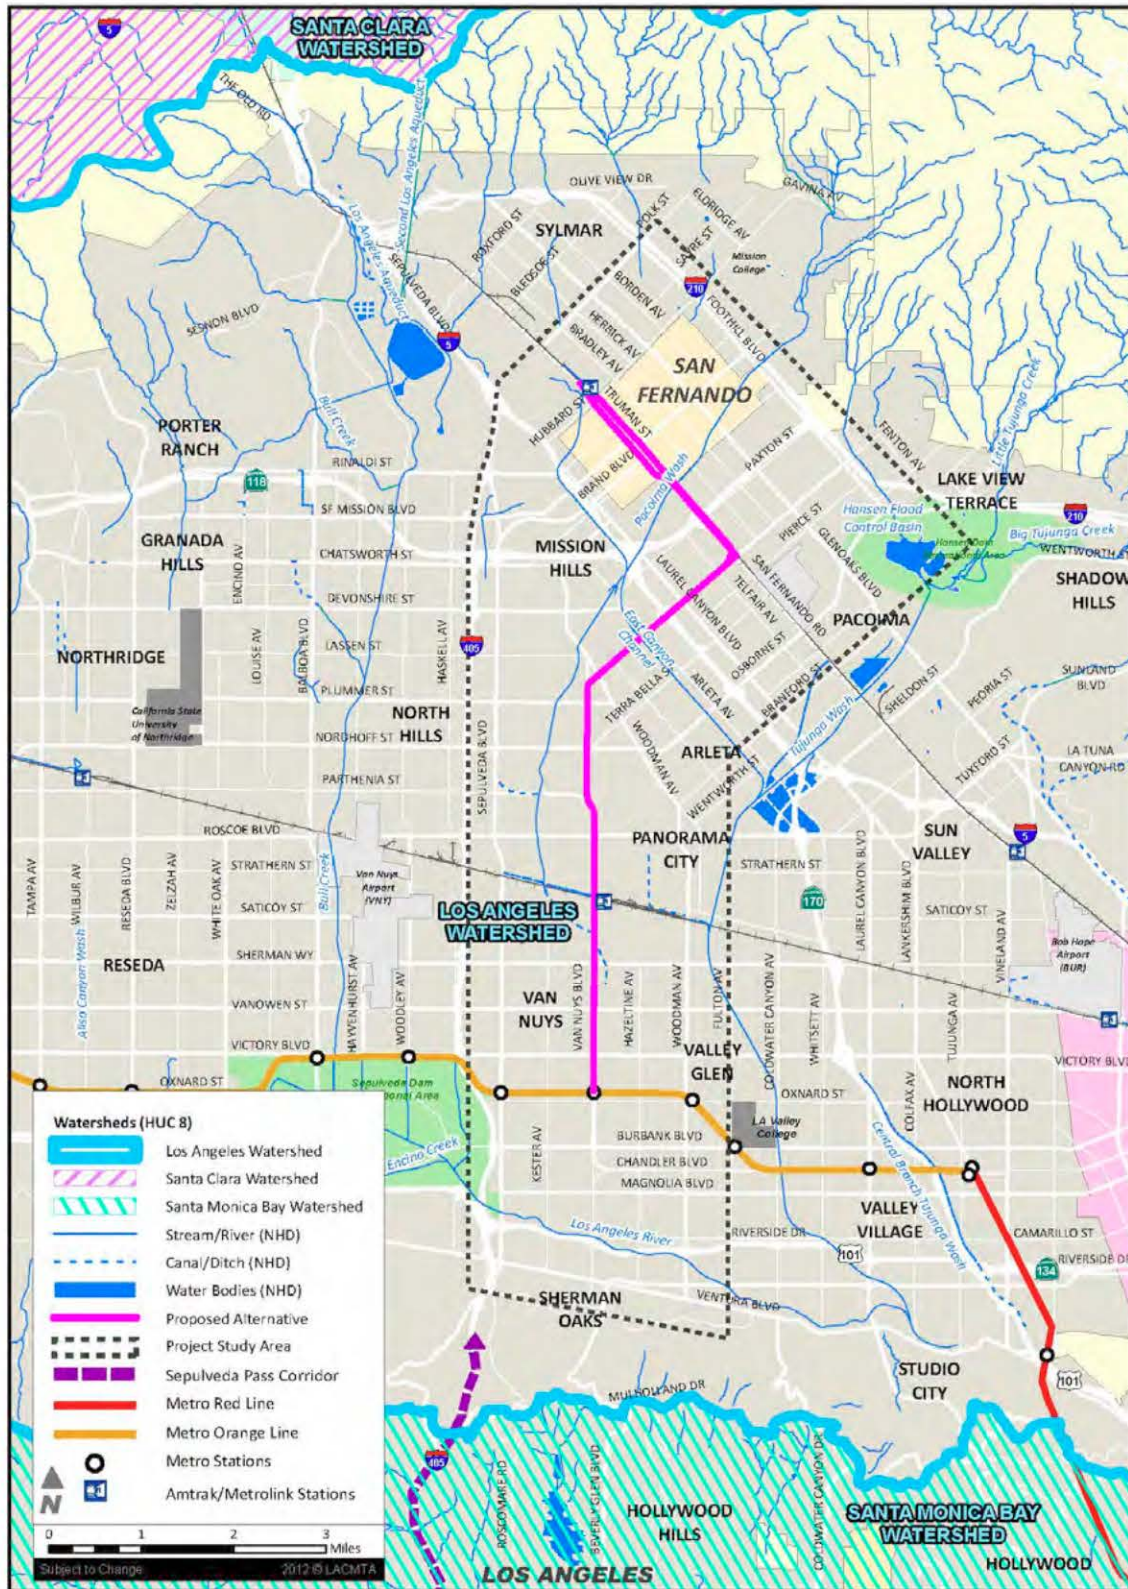 5
SANTA CLARA
WATERSHED
THE OLD RD
Second Los Angeles Aqueduct
Los Angeles Aqueduct
OLIVE VIEW DR
GAVINA AV
ROXFORD ST
SYLMAR
POLK ST
ELDRIDGE AV
SAYRE ST
BLEDSOE ST
Mission
College
SEPULVEDA BLVD
BORDEN AV
210
SESNON BLVD
HERRICK AV
FOOTHILL BLVD
BRADLEY AV
5
SAN
FERNANDO
Little Tujunga Creek
HUBBARD ST
TRUMAN ST
Bull Creek
PORTER
RANCH
PAXTON ST
FENTON AV
RINALDI ST
118
BRAND BLVD
Pacoima Wash
LAKE VIEW
TERRACE
SF MISSION BLVD
PIERCE ST
Hansen Flood
Control Basin
210
GRANADA
HILLS
MISSION
HILLS
Big Tujunga Creek
CHATSWORTH ST
GLENOAKS BLVD
WENTWORTH ST
ENCINO AV
LAUREL CANYON BLVD
SAN FERNANDO RD
TELFAIR AV
SHADOW
HILLS
DEVONSHIRE ST
PACOIMA
East Canyon
Channel
LASSEN ST
HASKELL AV
405
OSBORNE ST
NORTHRIDGE
LOUISE AV
BALBOA BLVD
BRANFORD ST
SUNLAND
BLVD
PLUMMER ST
TERRA BELLA ST
ARLETA AV
SHELDON ST
PEORIA ST
California State
University
of Northridge
NORTH
HILLS
WOODMAN AV
Tujunga Wash
NORDHOFF ST
SEPULVEDA BLVD
ARLETA
TUXFORD ST
LA TUNA
CANYON RD
PARTHENIA ST
WENTWORTH ST
ROSCOE BLVD
PANORAMA
CITY
SUN
VALLEY
5
STRATHERN ST
STRATHERN ST
TAMPA AV
WILBUR AV
RESEDA BLVD
ZELZAH AV
WHITE OAK AV
Bull Creek
Van Nuys
Airport
(VNY)
170
LAUREL CANYON BLVD
LANKERSHIM BLVD
SATICOY ST
LOS ANGELES
WATERSHED
SATICOY ST
VINELAND AV
Bob Hope
Airport
(BUR)
SHERMAN WY
RESEDA
Aliso Canyon Wash
VANOWEN ST
HAYVENHURST AV
WOODLEY AV
VAN
NUYS
VAN NUYS BLVD
HAZELTINE AV
WOODMAN AV
FULTON AV
COLDWATER CANYON AV
WHITSETT AV
TUJUNGA AV
VICTORY BLVD
VALLEY
GLEN
VICTORY BLVD
OXNARD ST
OXNARD ST
NORTH
HOLLYWOOD
COLFAX AV
LA Valley
College
BURBANK BLVD
Encino Creek
KESTER AV
CHANDLER BLVD
MAGNOLIA BLVD
Central Branch Tujunga Wash
VALLEY
VILLAGE
Los Angeles River
RIVERSIDE DR
101
CAMARILLO ST
RIVERSIDE DR
134
SHERMAN
OAKS
VENTURA BLVD
STUDIO
CITY
101
MULHOLLAND DR
405
ROSCOMARE RD
BEVERLY GLEN BLVD
COLDWATER CANYON DR
HOLLYWOOD
HILLS
SANTA MONICA BAY
WATERSHED
HOLLYWOOD
LOS ANGELES
Watersheds (HUC 8)
Los Angeles Watershed
Santa Clara Watershed
Santa Monica Bay Watershed
Stream/River (NHD)
Canal/Ditch (NHD)
Water Bodies (NHD)
Proposed Alternative
Project Study Area
Sepulveda Pass Corridor
Metro Red Line
Metro Orange Line
Metro Stations
Amtrak/Metrolink Stations
N
0 1 2 3
Miles
Subject to Change 2012 © LACMTA